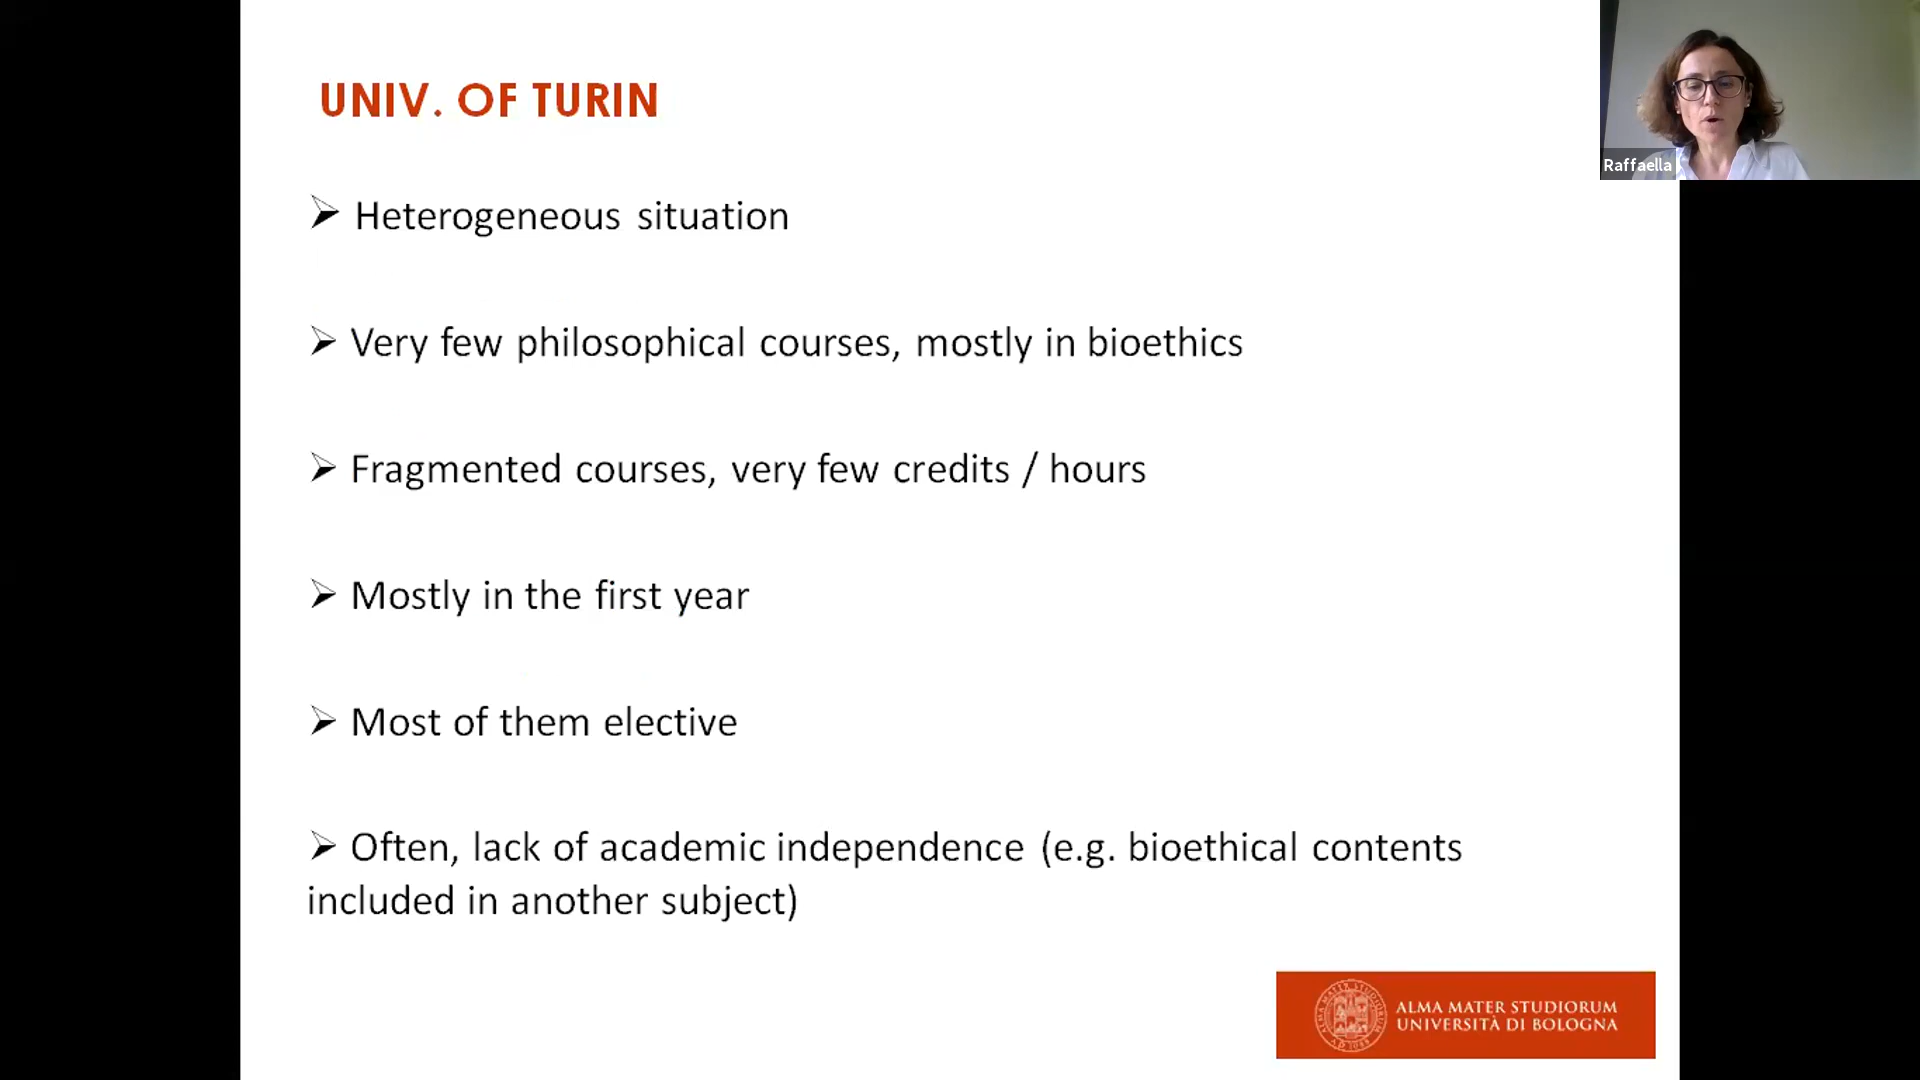 UNIV. OF TURIN
Raffaella
➢ Heterogeneous situation
➢ Very few philosophical courses, mostly in bioethics
➢ Fragmented courses, very few credits / hours
➢ Mostly in the first year
➢ Most of them elective
➢ Often, lack of academic independence (e.g. bioethical contents
included in another subject)
ALMA MATER STUDIORUM
UNIVERSITÀ DI BOLOGNA